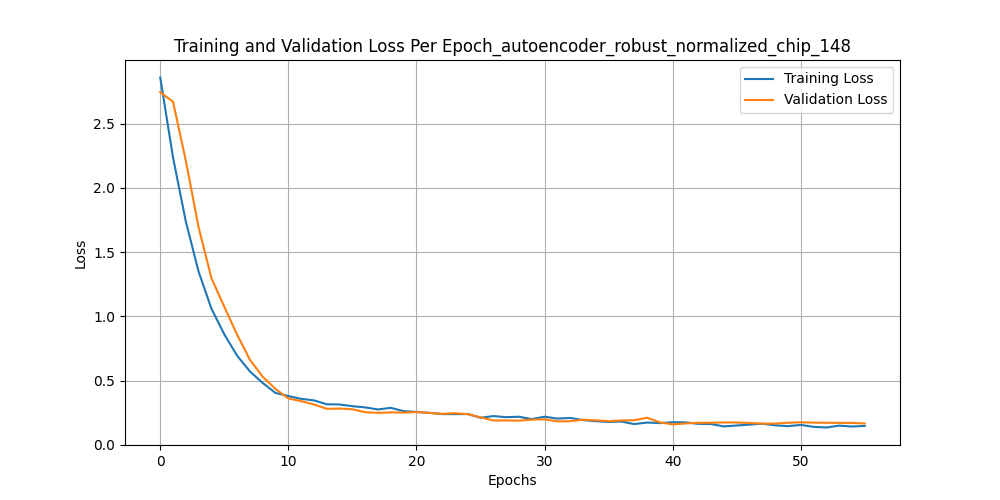 Training and Validation Loss Per Epoch_autoencoder_robust_normalized_chip_148
Training Loss
Validation Loss
2.5
2.0
1.5
1.0
0.5
0.0
Loss
0 10 20 30 40 50
Epochs